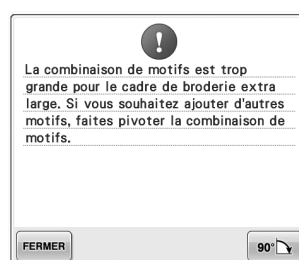 La combinaison de motifs est trop
grande pour le cadre de broderie extra
large. Si vous souhaitez ajouter d'autres
motifs, faites pivoter la combinaison de
motifs.
FERMER 90°